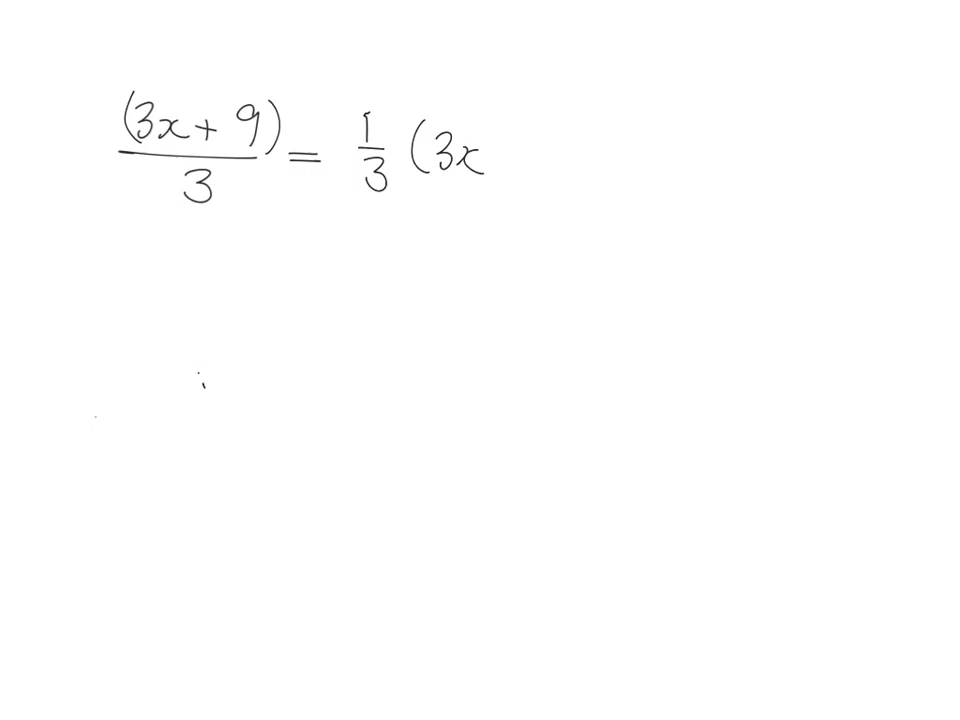 (3x + 9)/3 = 1/3 (3x